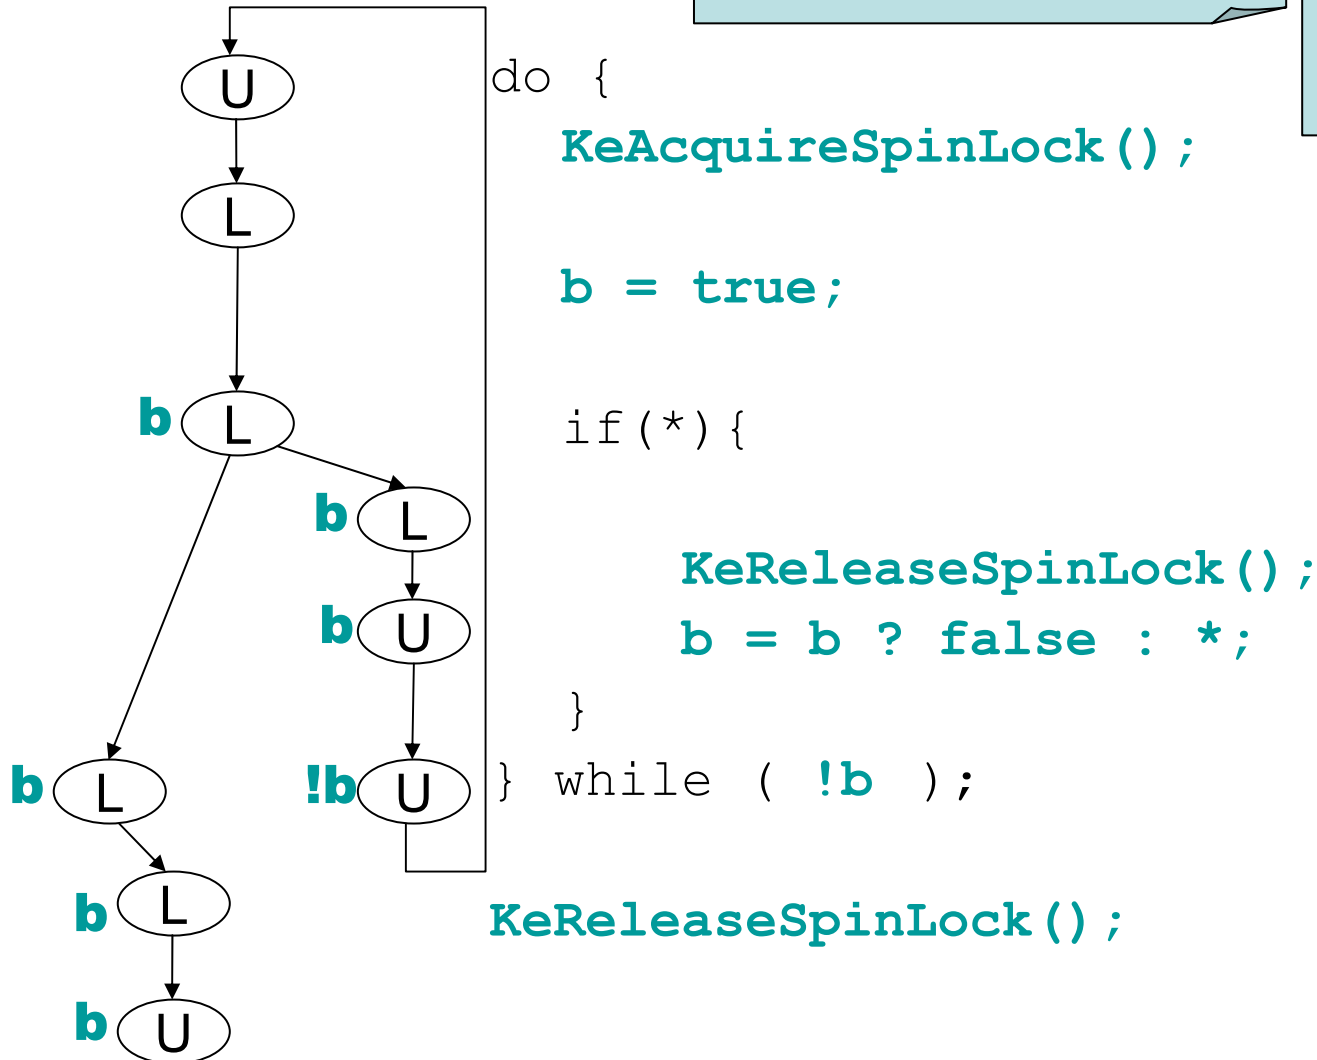 U
do {
KeAcquireSpinLock();
L
b = true;
b L
if(*){
b L
KeReleaseSpinLock();
b U
b = b ? false : *;
}
b L
!b U
} while ( !b );
b L
KeReleaseSpinLock();
b U